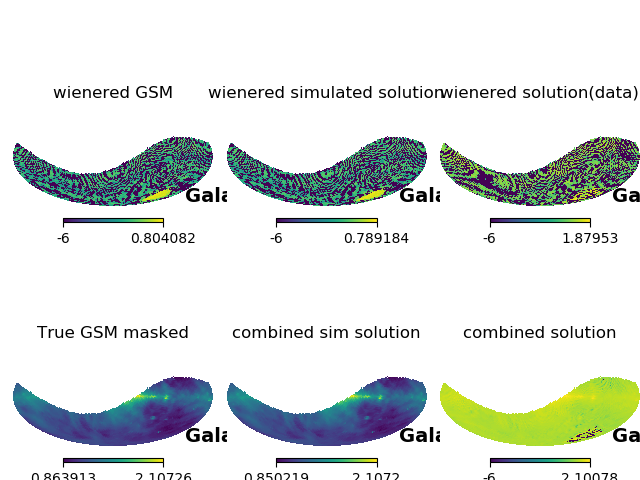 wienered GSM
wienered simulated solution
wienered solution(data)
Gala
Gala
Ga
-6 0.804082
-6 0.789184
-6 1.87953
True GSM masked
combined sim solution
combined solution
Gala
Gala
Ga
0.863913 2.10726
0.850219 2.1072
-6 2.10078